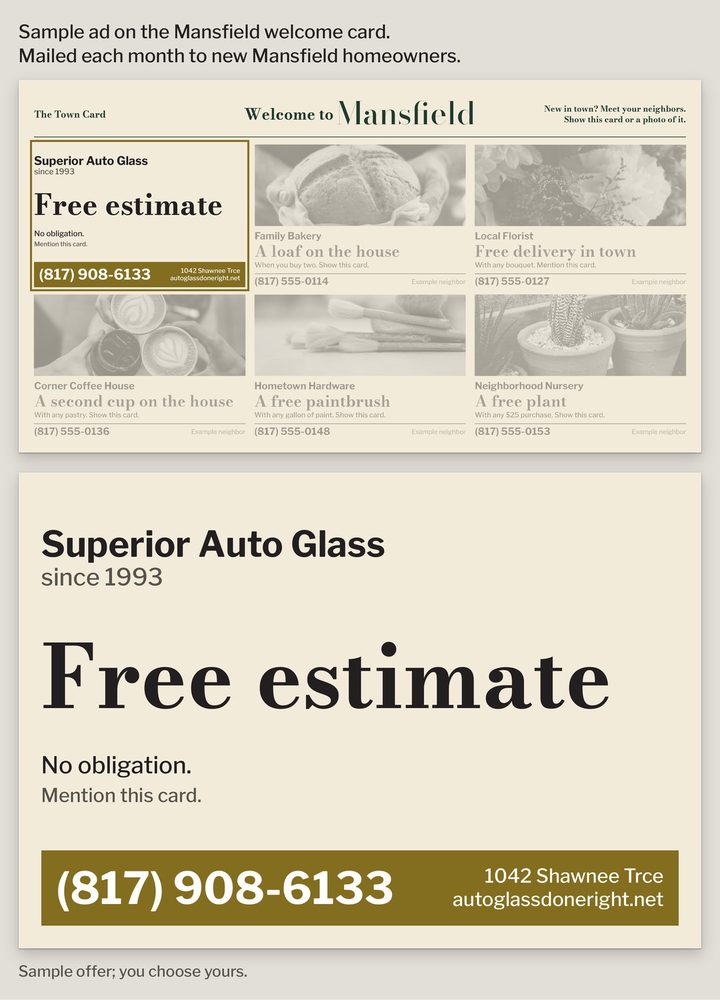 Sample ad on the Mansfield welcome card.
Mailed each month to new Mansfield homeowners.
The Town Card
Welcome to Mansfield
New in town? Meet your neighbors.
Show this card or a photo of it.
Superior Auto Glass
since 1993
Free estimate
No obligation.
Mention this card.
(817) 908-6133
1042 Shawnee Trce
autoglassdoneright.net
Family Bakery
A loaf on the house
When you buy two. Show this card.
(817) 555-0114
Example neighbor
Local Florist
Free delivery in town
With any bouquet. Mention this card.
(817) 555-0127
Example neighbor
Corner Coffee House
A second cup on the house
With any pastry. Show this card.
(817) 555-0136
Example neighbor
Hometown Hardware
A free paintbrush
With any gallon of paint. Show this card.
(817) 555-0148
Example neighbor
Neighborhood Nursery
A free plant
With any $25 purchase. Show this card.
(817) 555-0153
Example neighbor
Superior Auto Glass
since 1993
Free estimate
No obligation.
Mention this card.
(817) 908-6133
1042 Shawnee Trce
autoglassdoneright.net
Sample offer; you choose yours.